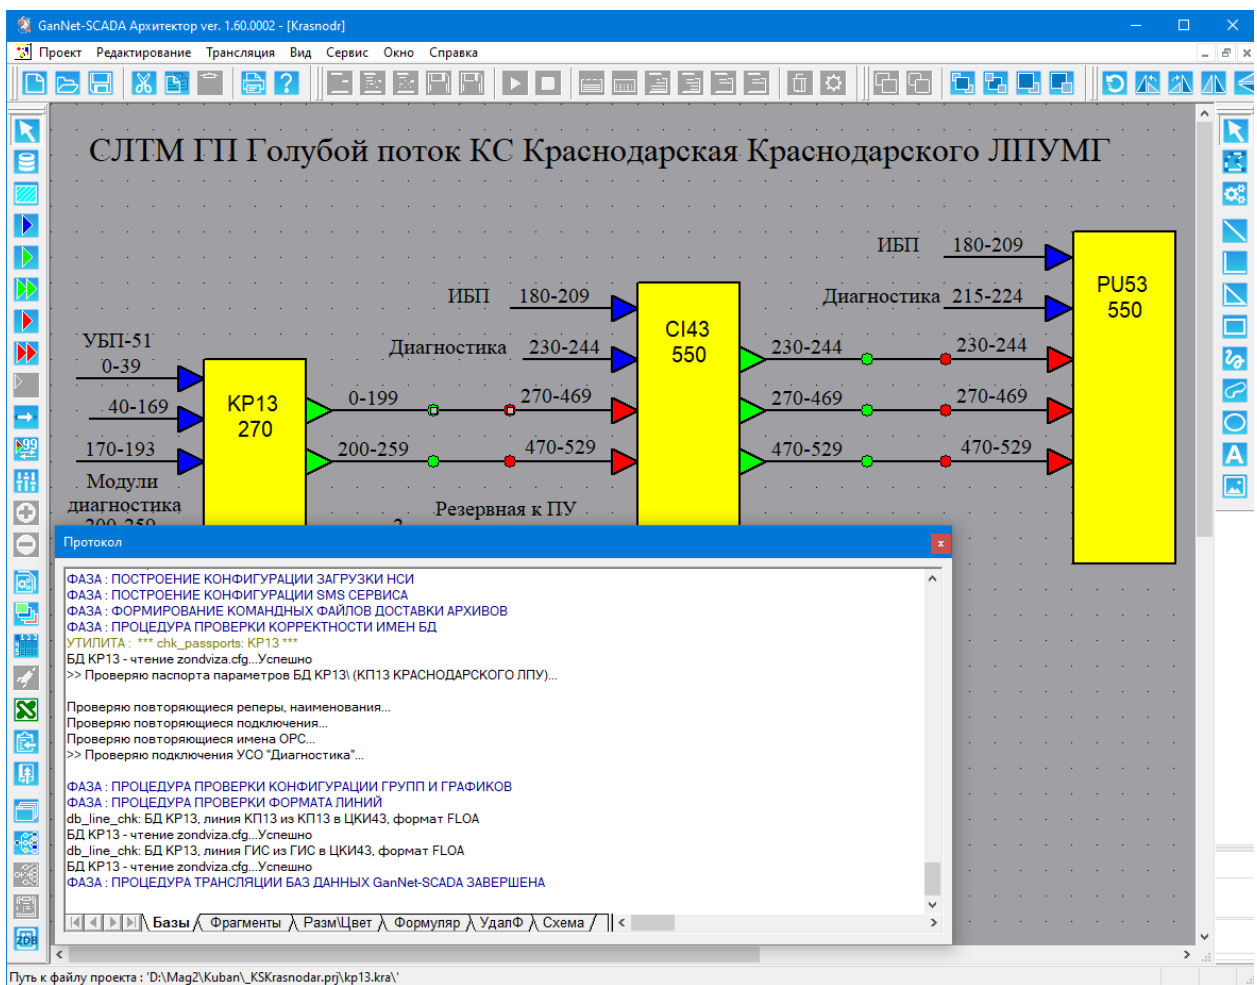 GanNet-SCADA Архитектор ver. 1.60.0002 - [Krasnodr]
Проект Редактирование Трансляция Вид Сервис Окно Справка
СЛТМ ГП Голубой поток КС Краснодарская Краснодарского ЛПУМГ
ИБП 180-209
PU53
550
ИБП 180-209
Диагностика 215-224
CI43
550
УБП-51
0-39
Диагностика 230-244
230-244
230-244
KP13
270
40-169
0-199
270-469
270-469
270-469
170-193
200-259
470-529
470-529
470-529
Модули
диагностика
200-259
Резервная к ПУ
2
Протокол
ФАЗА : ПОСТРОЕНИЕ КОНФИГУРАЦИИ ЗАГРУЗКИ НСИ
ФАЗА : ПОСТРОЕНИЕ КОНФИГУРАЦИИ SMS СЕРВИСА
ФАЗА : ФОРМИРОВАНИЕ КОМАНДНЫХ ФАЙЛОВ ДОСТАВКИ АРХИВОВ
ФАЗА : ПРОЦЕДУРА ПРОВЕРКИ КОРРЕКТНОСТИ ИМЕН БД
УТИЛИТА : *** chk_passports: KP13 ***
БД KP13 - чтение zondviza.cfg...Успешно
>> Проверяю паспорта параметров БД KP13\ (КП13 КРАСНОДАРСКОГО ЛПУ)...
Проверяю повторяющиеся реперы, наименования...
Проверяю повторяющиеся подключения...
Проверяю повторяющиеся имена OPC...
>> Проверяю подключения УСО "Диагностика"...
ФАЗА : ПРОЦЕДУРА ПРОВЕРКИ КОНФИГУРАЦИИ ГРУПП И ГРАФИКОВ
ФАЗА : ПРОЦЕДУРА ПРОВЕРКИ ФОРМАТА ЛИНИЙ
db_line_chk: БД KP13, линия КП13 из КП13 в ЦКИ43, формат FLOA
БД KP13 - чтение zondviza.cfg...Успешно
db_line_chk: БД KP13, линия ГИС из ГИС в ЦКИ43, формат FLOA
БД KP13 - чтение zondviza.cfg...Успешно
ФАЗА : ПРОЦЕДУРА ТРАНСЛЯЦИИ БАЗ ДАННЫХ GanNet-SCADA ЗАВЕРШЕНА
Базы Фрагменты Разм\Цвет Формуляр УдалФ Схема
ZDB
Путь к файлу проекта : 'D:\Mag2\Kuban\_KSKrasnodar.prj\kp13.kra\'